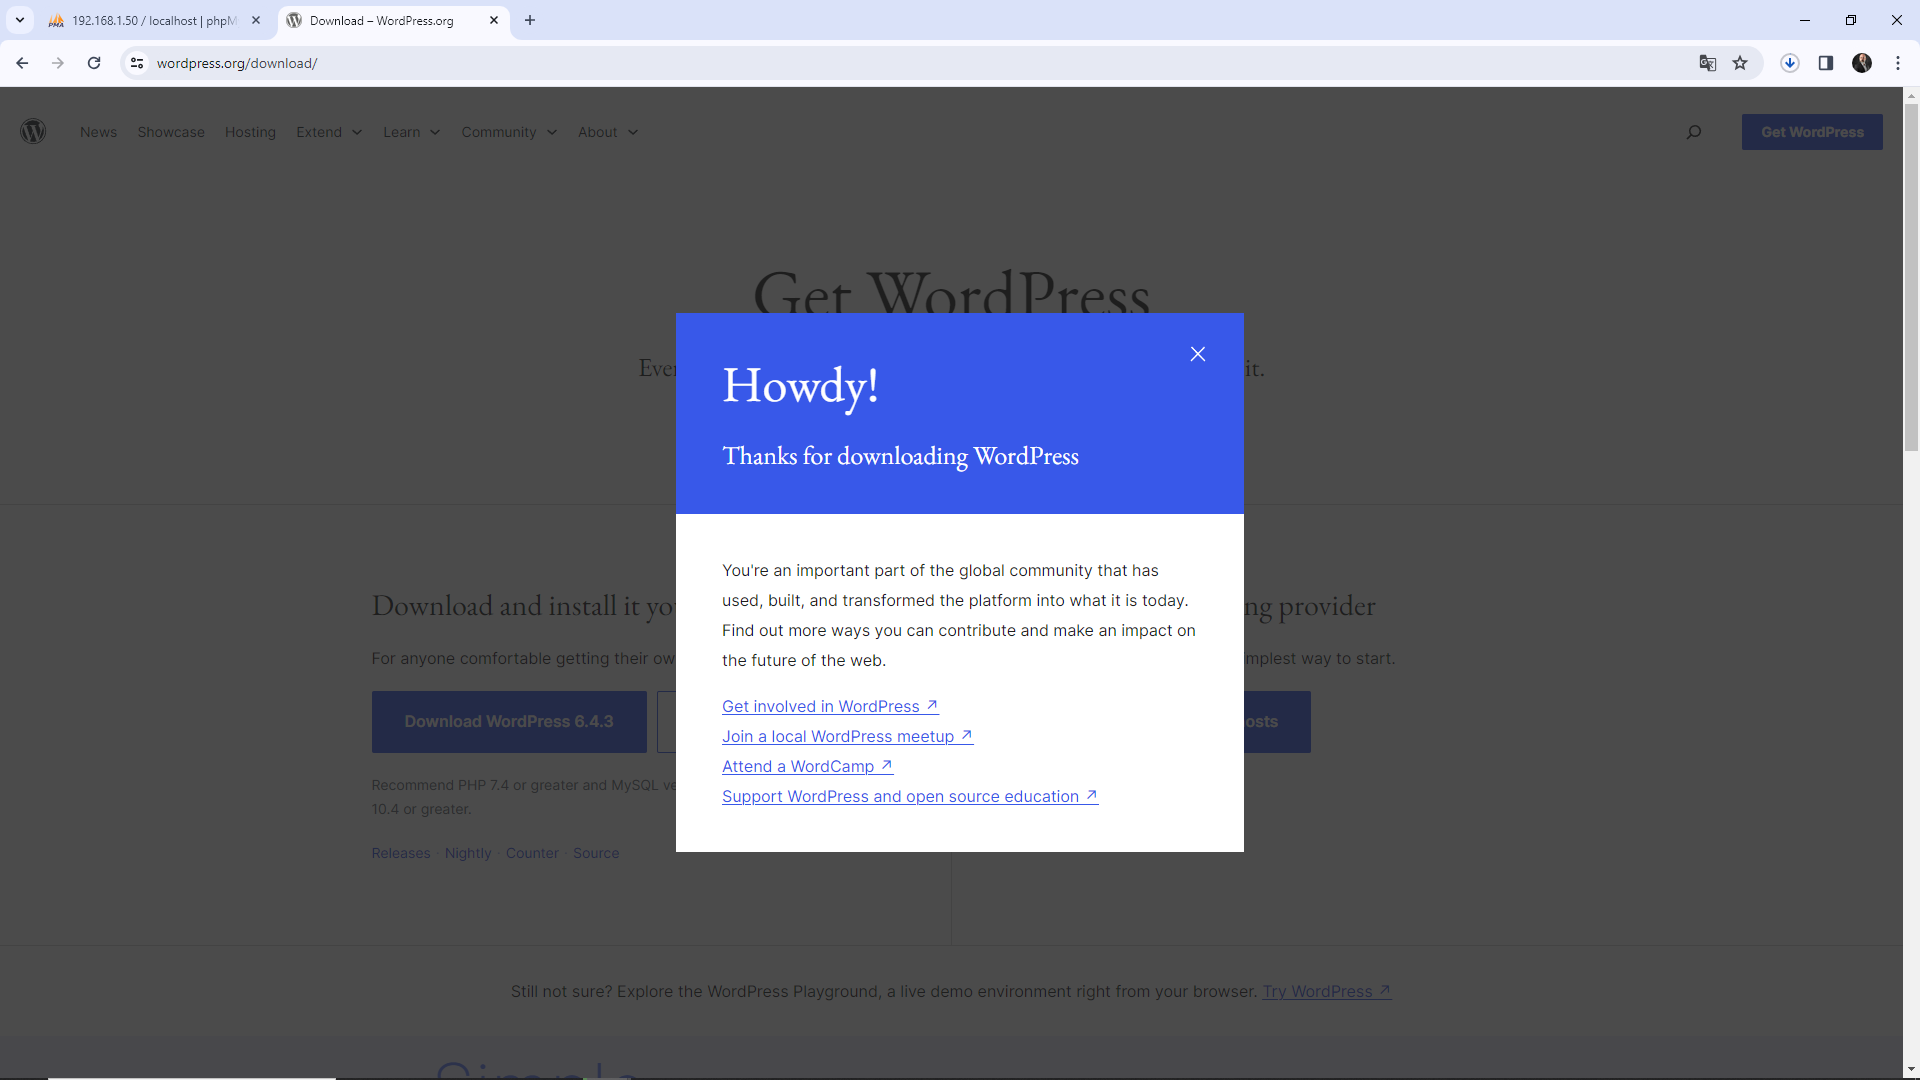 192.168.1.50 / localhost | phpM
Download – WordPress.org
wordpress.org/download/
News Showcase Hosting Extend Learn Community About
Get WordPress
Get WordPress
Ever
it.
Howdy!
Thanks for downloading WordPress
You're an important part of the global community that has
used, built, and transformed the platform into what it is today.
Find out more ways you can contribute and make an impact on
the future of the web.
Get involved in WordPress ↗
Join a local WordPress meetup ↗
Attend a WordCamp ↗
Support WordPress and open source education ↗
Download and install it yo
For anyone comfortable getting their ow
Download WordPress 6.4.3
Recommend PHP 7.4 or greater and MySQL ve
10.4 or greater.
Releases · Nightly · Counter · Source
ng provider
mplest way to start.
osts
Still not sure? Explore the WordPress Playground, a live demo environment right from your browser. Try WordPress ↗
Simple